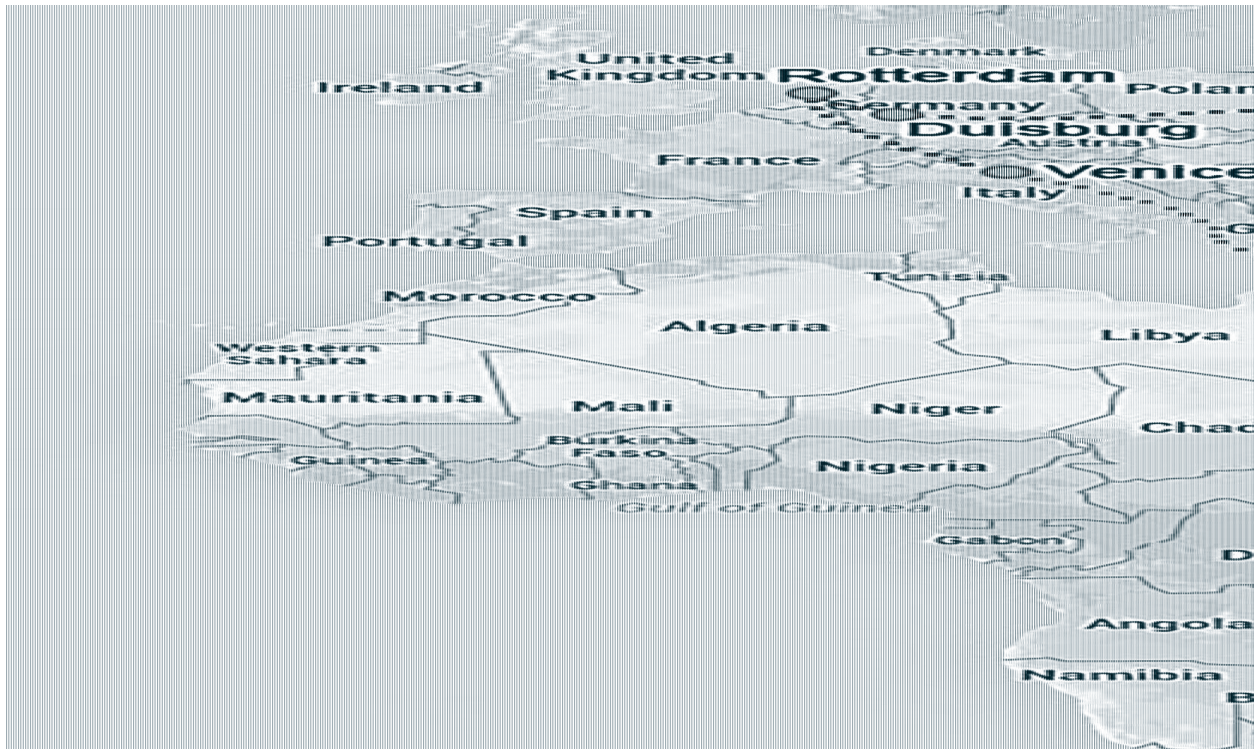 United
Kingdom
Denmark
Ireland
Rotterdam
Polan
Germany
Duisburg
Austria
France
Venice
Italy
Spain
G
Portugal
Tunisia
Morocco
Algeria
Libya
Western
Sahara
Mauritania
Mali
Niger
Chad
Burkina
Faso
Guinea
Nigeria
Ghana
Gulf of Guinea
Gabon
D
Angola
Namibia
B